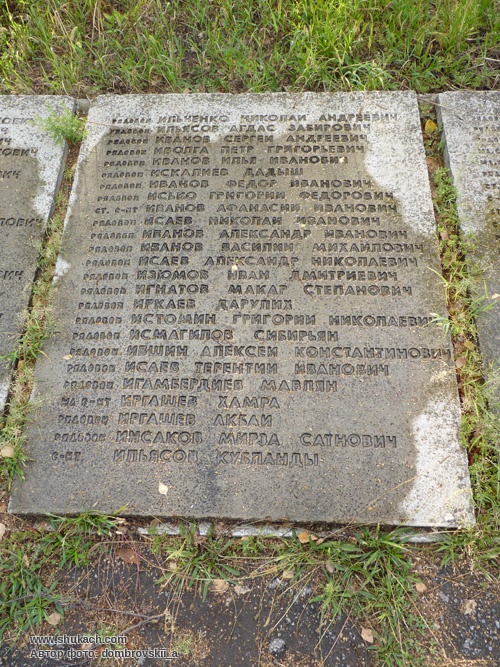 РЯДОВОЙ ИЛЬЧЕНКО НИКОЛАЙ АНДРЕЕВИЧ
РЯДОВОЙ ИЛЬЯСОВ АГДАС ЗАБИРОВИЧ
РЯДОВОЙ ИВАНОВ СЕРГЕЙ АНДРЕЕВИЧ
РЯДОВОЙ ИВОЛГА ПЕТР ГРИГОРЬЕВИЧ
РЯДОВОЙ ИВАНОВ ИЛЬЯ ИВАНОВИЧ
РЯДОВОЙ ИСКАЛИЕВ ДАДЫШ
РЯДОВОЙ ИВАНОВ ФЕДОР ИВАНОВИЧ
РЯДОВОЙ ИСЬКО ГРИГОРИЙ ФЕДОРОВИЧ
СТ. С-НТ ИВАНОВ АФАНАСИЙ ИВАНОВИЧ
РЯДОВОЙ ИСАЕВ НИКОЛАЙ ИВАНОВИЧ
РЯДОВОЙ ИВАНОВ АЛЕКСАНДР ИВАНОВИЧ
РЯДОВОЙ ИВАНОВ ВАСИЛИЙ МИХАЙЛОВИЧ
РЯДОВОЙ ИСАЕВ АЛЕКСАНДР НИКОЛАЕВИЧ
РЯДОВОЙ ИЗЮМОВ ИВАН ДМИТРИЕВИЧ
РЯДОВОЙ ИГНАТОВ МАКАР СТЕПАНОВИЧ
РЯДОВОЙ ИРКАЕВ ДАРУПИХ
РЯДОВОЙ ИСТОМИН ГРИГОРИЙ НИКОЛАЕВИЧ
РЯДОВОЙ ИСМАГИЛОВ СИБИРЬЯН
РЯДОВОЙ ИВШИН АЛЕКСЕЙ КОНСТАНТИНОВИЧ
РЯДОВОЙ ИСАЕВ ТЕРЕНТИЙ ИВАНОВИЧ
РЯДОВОЙ ИГАМБЕРДИЕВ МАВЛЯН
МЛ С-НТ ИРГАШЕВ ХАМРА
РЯДОВОЙ ИРГАШЕВ АКБАЙ
РЯДОВОЙ ИНСАКОВ МИРЗА САТНОВИЧ
С-НТ ИЛЬЯСОВ КУБЛАНДЫ
www.shukach.com
Автор фото: dombrovskii.a